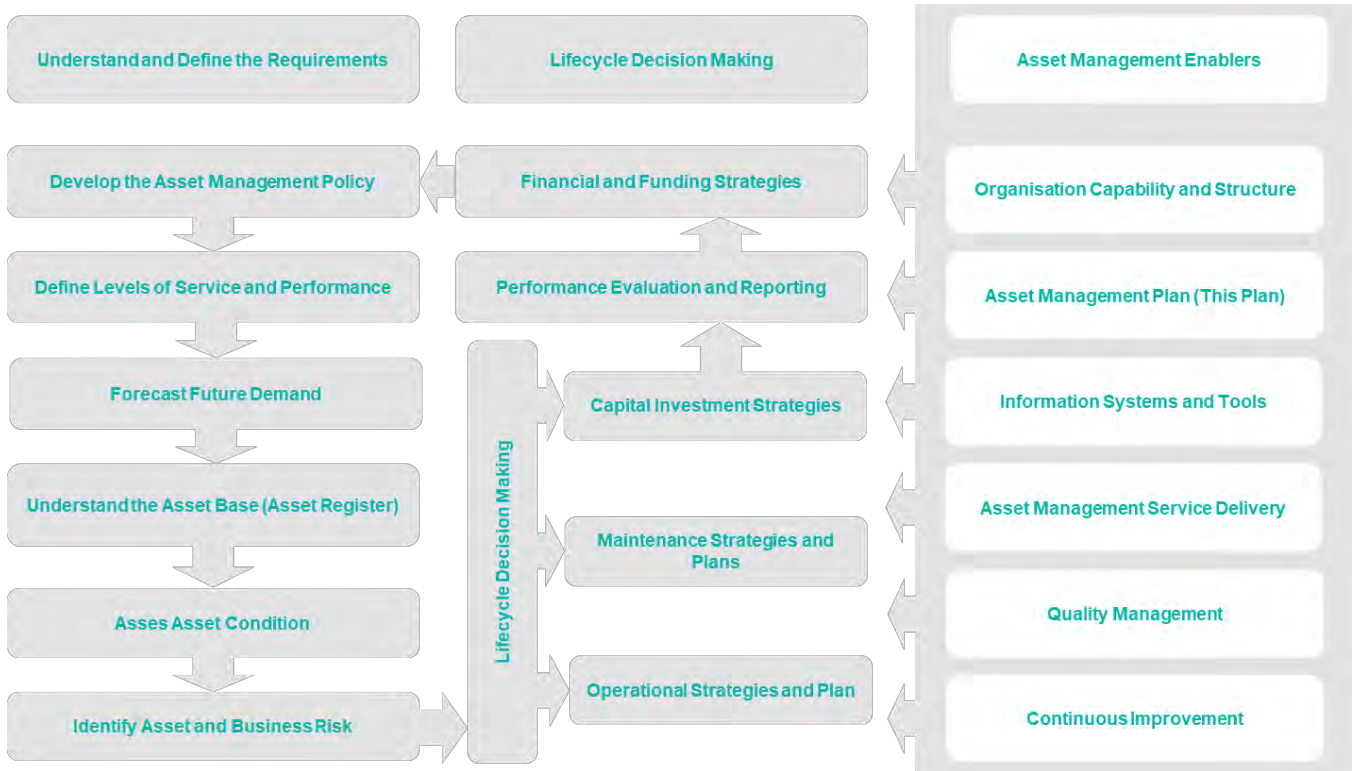 Understand and Define the Requirements
Lifecycle Decision Making
Asset Management Enablers
Develop the Asset Management Policy
Financial and Funding Strategies
Organisation Capability and Structure
Define Levels of Service and Performance
Performance Evaluation and Reporting
Asset Management Plan (This Plan)
Forecast Future Demand
Capital Investment Strategies
Information Systems and Tools
Understand the Asset Base (Asset Register)
Lifecycle Decision Making
Maintenance Strategies and
Plans
Asset Management Service Delivery
Asses Asset Condition
Quality Management
Identify Asset and Business Risk
Operational Strategies and Plan
Continuous Improvement